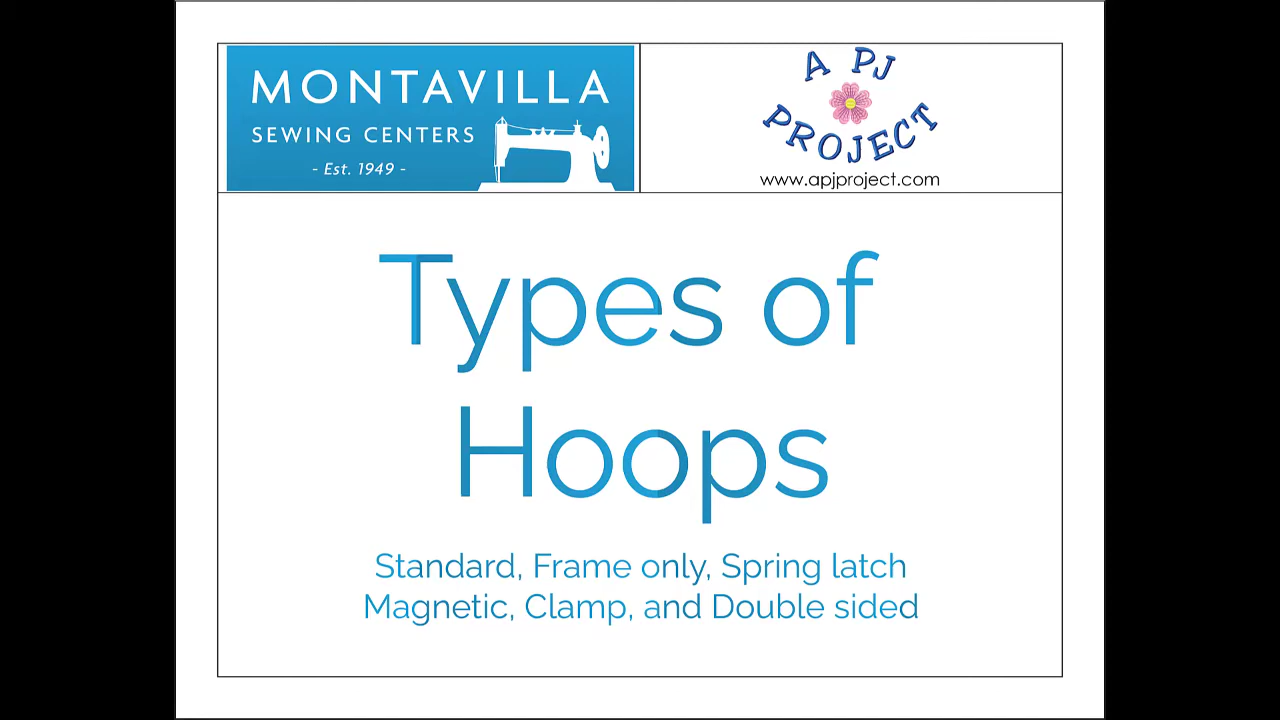 MONTAVILLA
SEWING CENTERS
- Est. 1949 -
A PJ
PROJECT
www.apjproject.com
Types of
Hoops
Standard, Frame only, Spring latch
Magnetic, Clamp, and Double sided